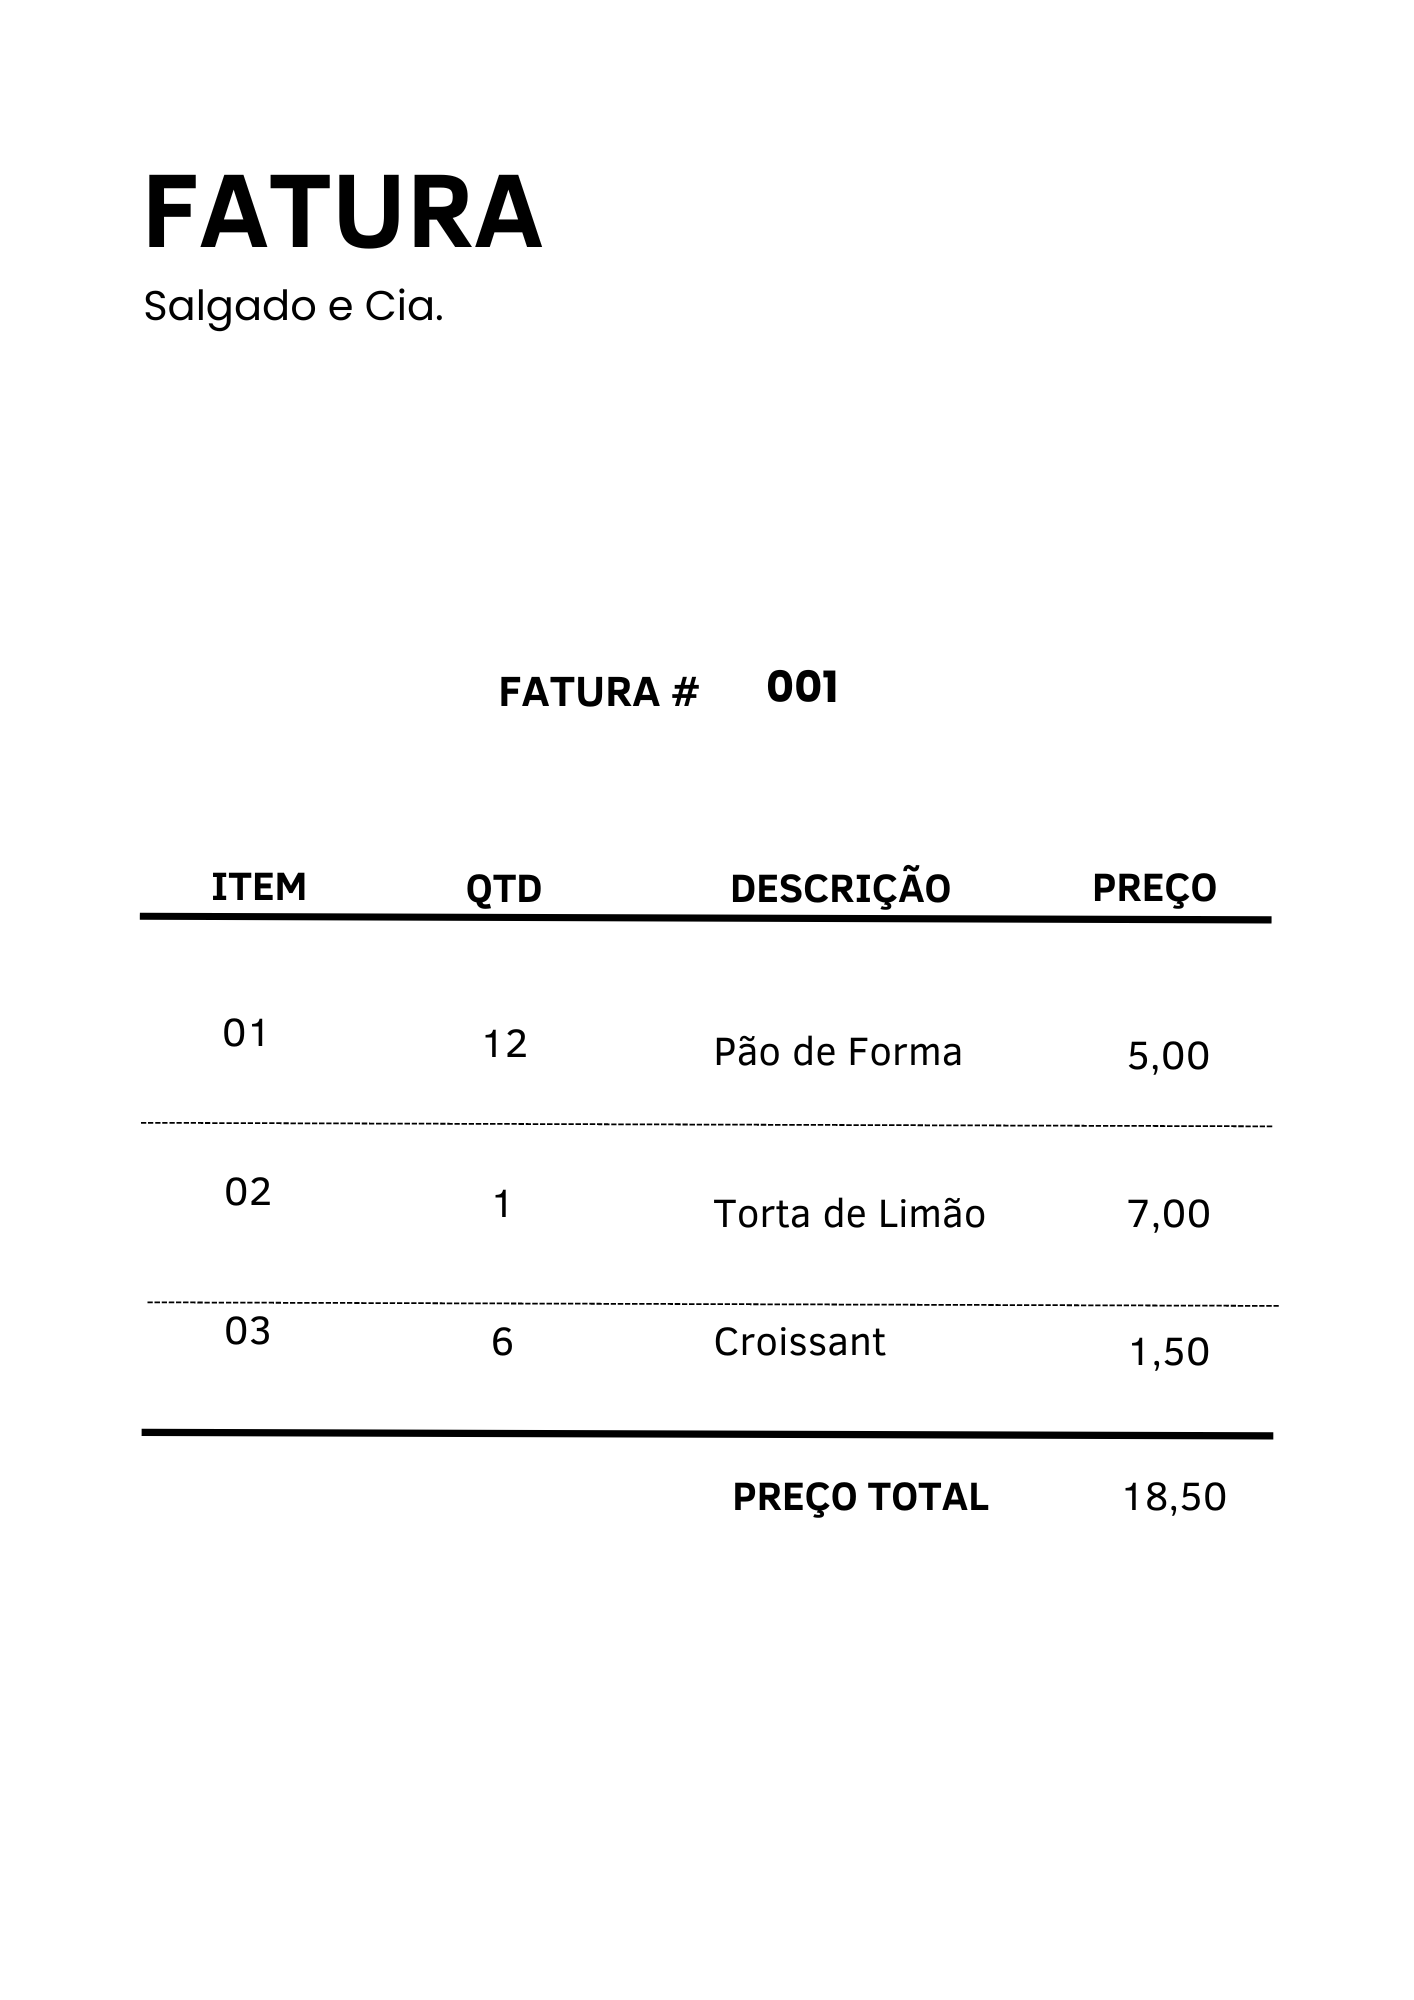 FATURA
Salgado e Cia.
FATURA # 001
ITEM QTD DESCRIÇÃO PREÇO
01 12 Pão de Forma 5,00
02 1 Torta de Limão 7,00
03 6 Croissant 1,50
PREÇO TOTAL 18,50